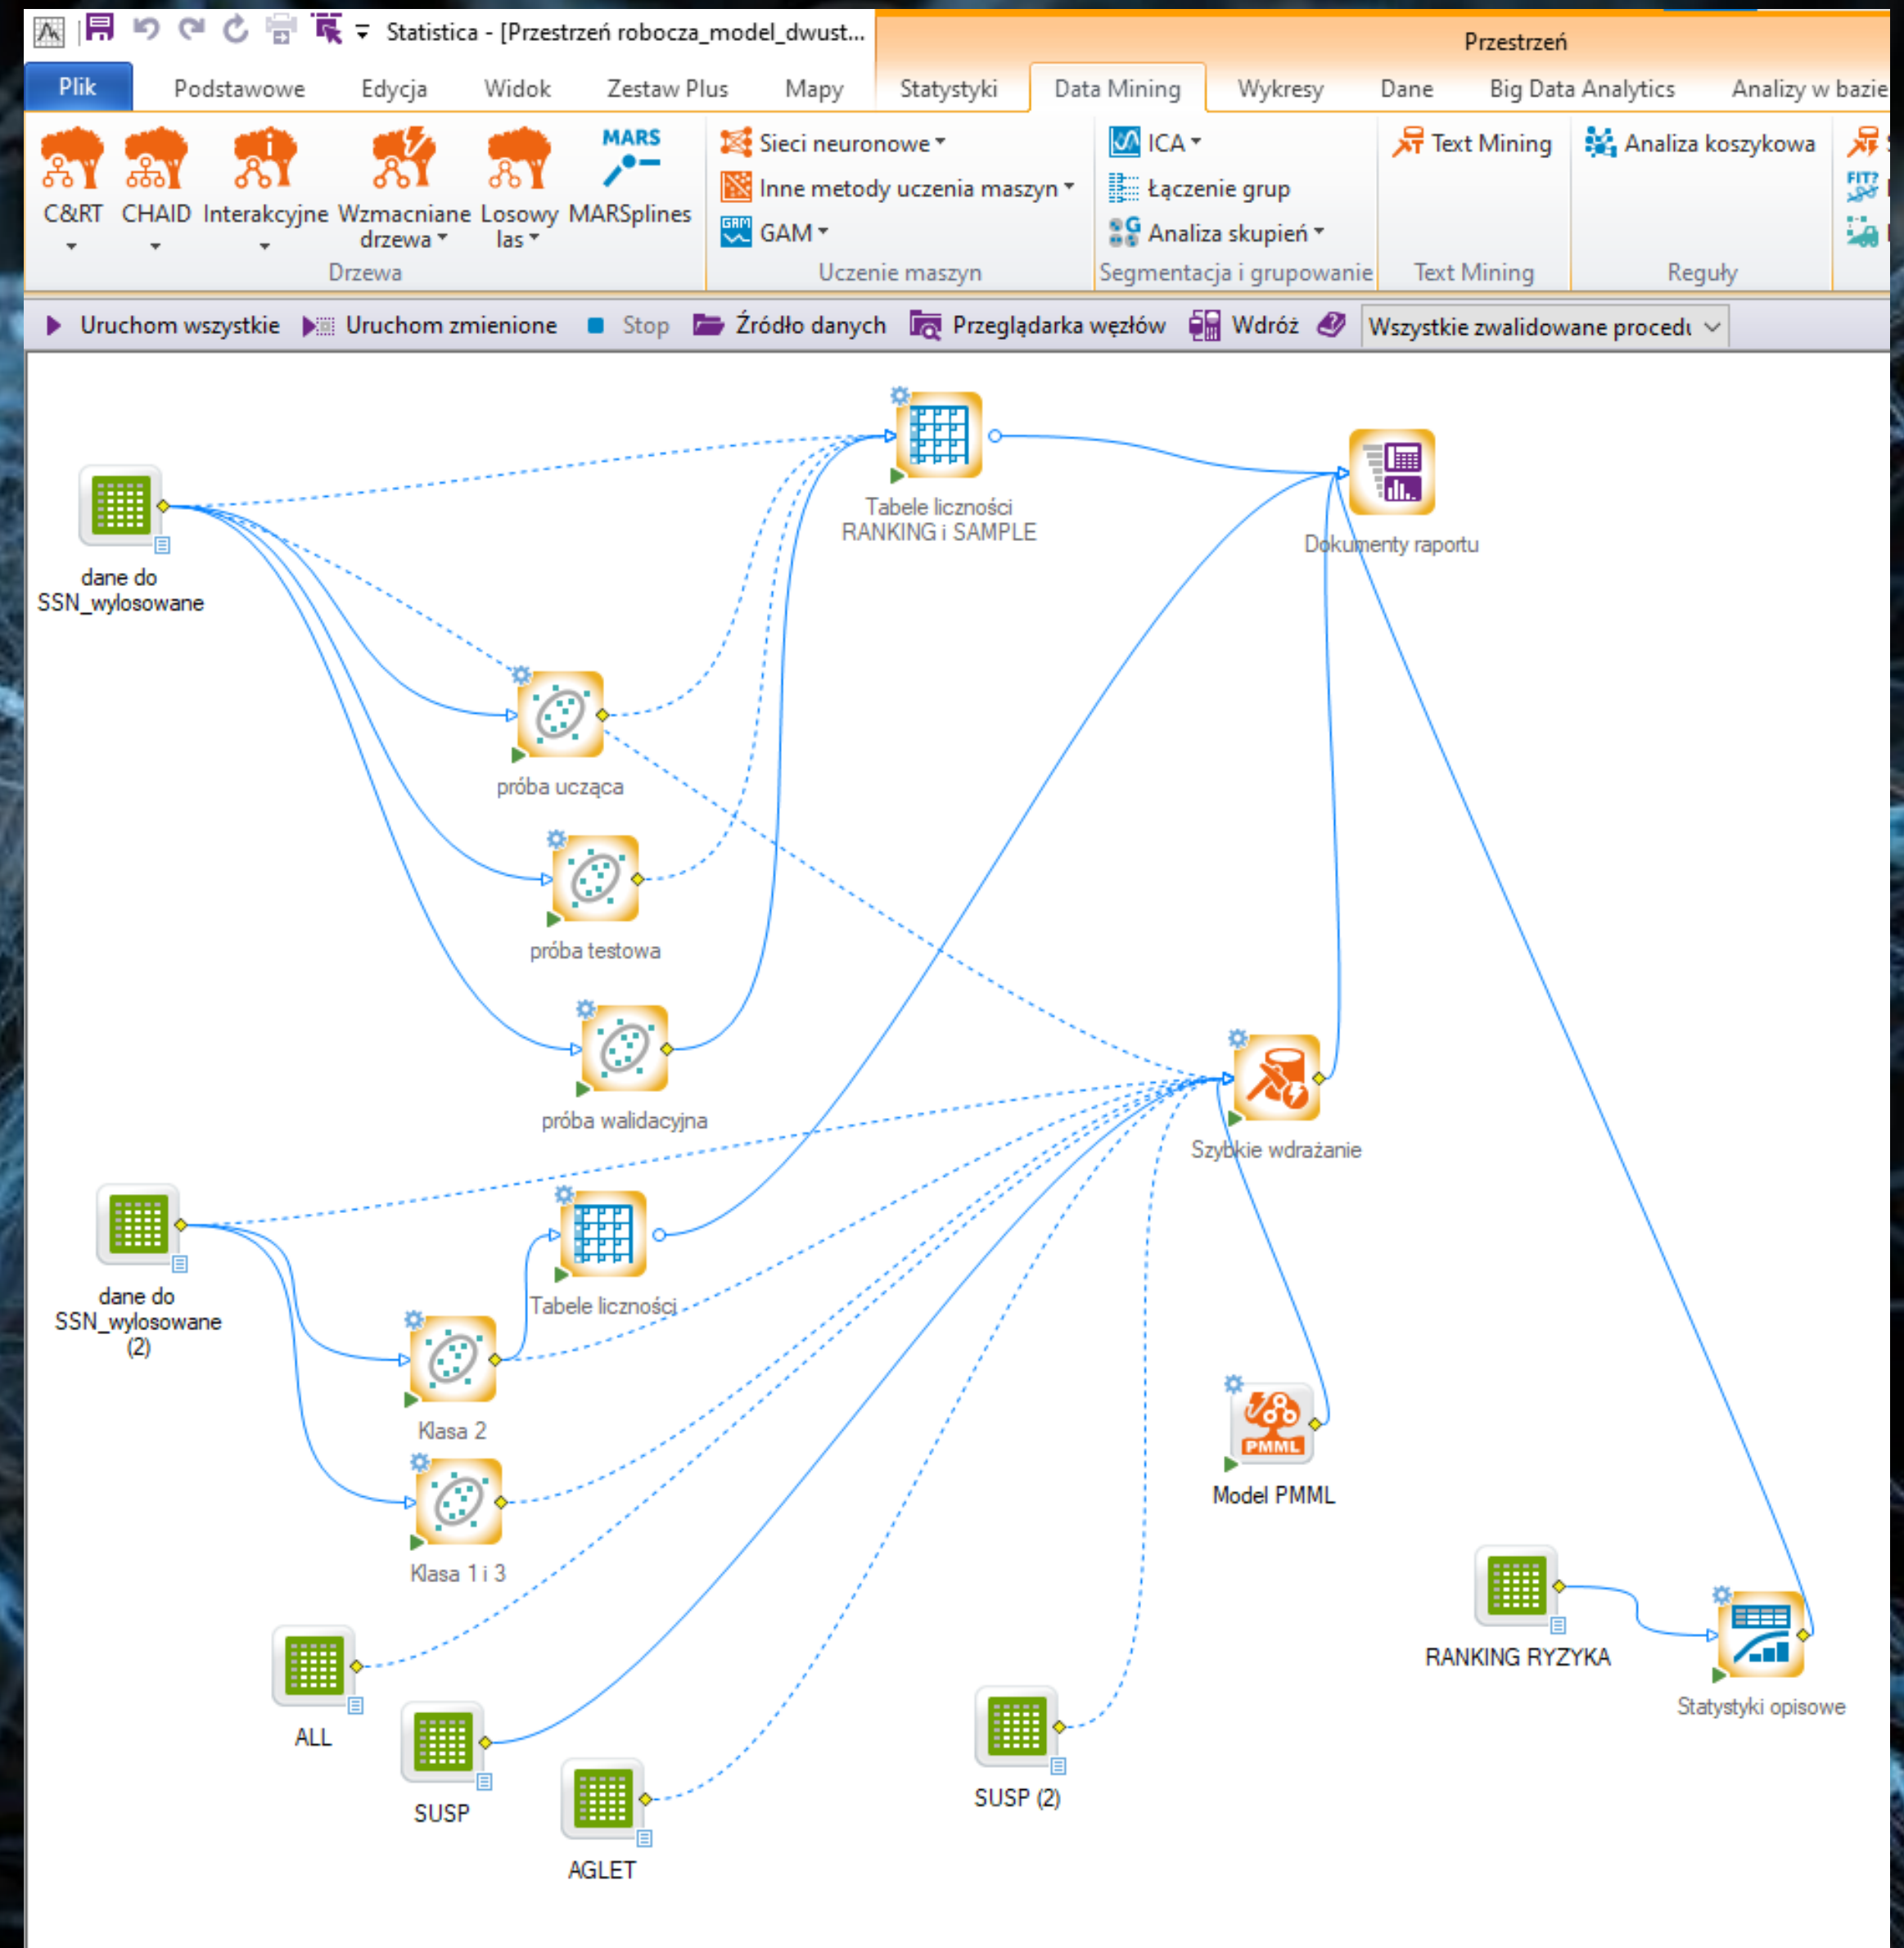 Statistica - [Przestrzeń robocza_model_dwust...
Przestrzeń
Plik Podstawowe Edycja Widok Zestaw Plus Mapy Statystyki Data Mining Wykresy Dane Big Data Analytics Analizy w bazie
MARS
C&RT CHAID Interakcyjne Wzmacniane drzewa Losowy las MARSplines
Drzewa
Sieci neuronowe
Inne metody uczenia maszyn
GRM GAM
Uczenie maszyn
ICA
Łączenie grup
G Analiza skupień
Segmentacja i grupowanie
Text Mining
Text Mining
Analiza koszykowa
Reguły
FIT?
Uruchom wszystkie Uruchom zmienione Stop Źródło danych Przeglądarka węzłów Wdróż Wszystkie zwalidowane procedu
Tabele liczności
RANKING i SAMPLE
Dokumenty raportu
dane do
SSN_wylosowane
próba ucząca
próba testowa
próba walidacyjna
Szybkie wdrażanie
dane do
SSN_wylosowane
(2)
Tabele liczności
Klasa 2
Klasa 1 i 3
PMML
Model PMML
RANKING RYZYKA
Statystyki opisowe
ALL
SUSP
AGLET
SUSP (2)